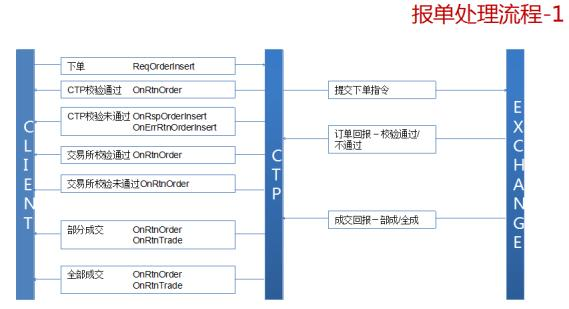 报单处理流程-1
下单 ReqOrderInsert
CTP校验通过 OnRtnOrder
提交下单指令
CTP校验未通过 OnRspOrderInsert
OnErrRtnOrderInsert
订单回报－校验通过/
不通过
交易所校验通过 OnRtnOrder
交易所校验未通过OnRtnOrder
部分成交 OnRtnOrder
OnRtnTrade
成交回报－部成/全成
全部成交 OnRtnOrder
OnRtnTrade
CLIENT
CTP
EXCHANGE